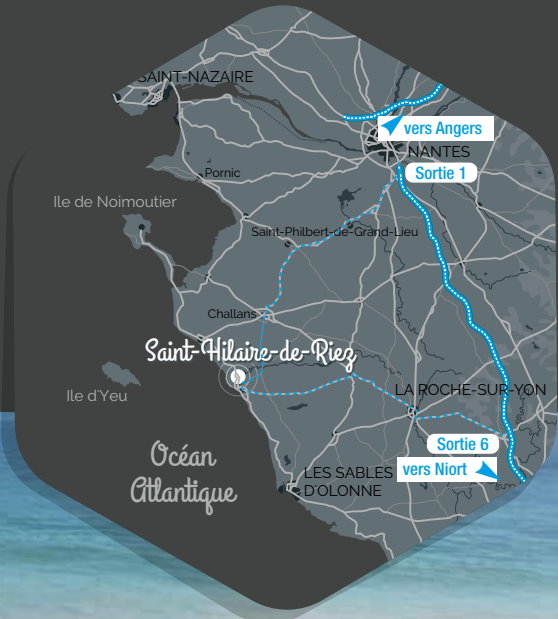 SAINT-NAZAIRE
vers Angers
NANTES
Sortie 1
Pornic
Ile de Noimoutier
Saint-Philbert-de-Grand-Lieu
Challans
Saint-Hilaire-de-Riez
Ile d'Yeu
LA ROCHE-SUR-YON
Océan
Atlantique
Sortie 6
vers Niort
LES SABLES
D'OLONNE